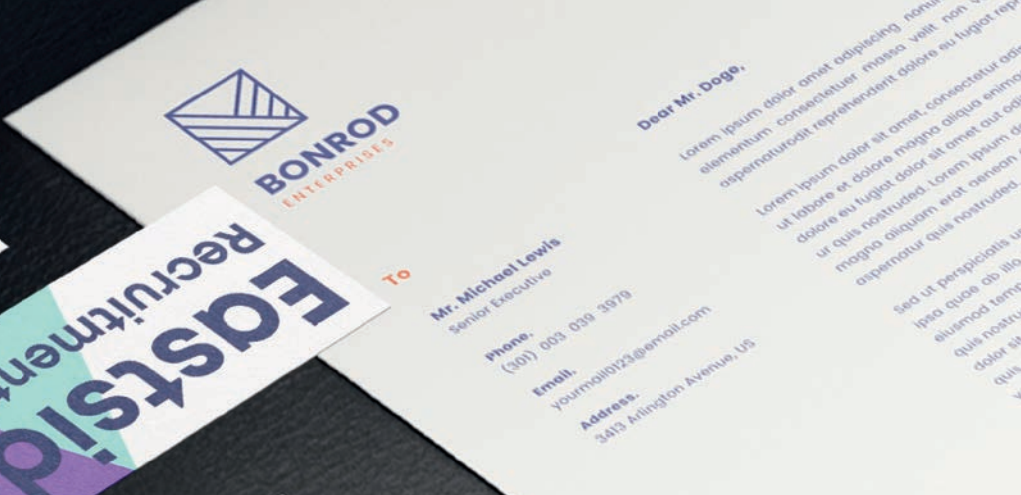 BONROD
ENTERPRISES
To
Mr. Michael Lewis
Senior Executive
Phone.
(301) 003 039 3979
Email.
yourmail0123@email.com
Address.
3413 Arlington Avenue, US
Dear Mr. Doge,
Lorem ipsum dolor amet adipiscing
elementum consectetuer massa velit non
aspernaturodit reprehenderit dolore eu fugiat
Lorem ipsum dolor sit amet, consectetur
ut labore et dolore magna aliqua
dolore eu fugiat dolor sit amet aut
ur quis nostruded. Lorem ipsum
magna aliquam erat aenean
aspernatur quis nostruded.
Sed ut perspiciatis
ipsa quae ab illo
eiusmod
quis
dolor
quis
Eastsid
Recruitment